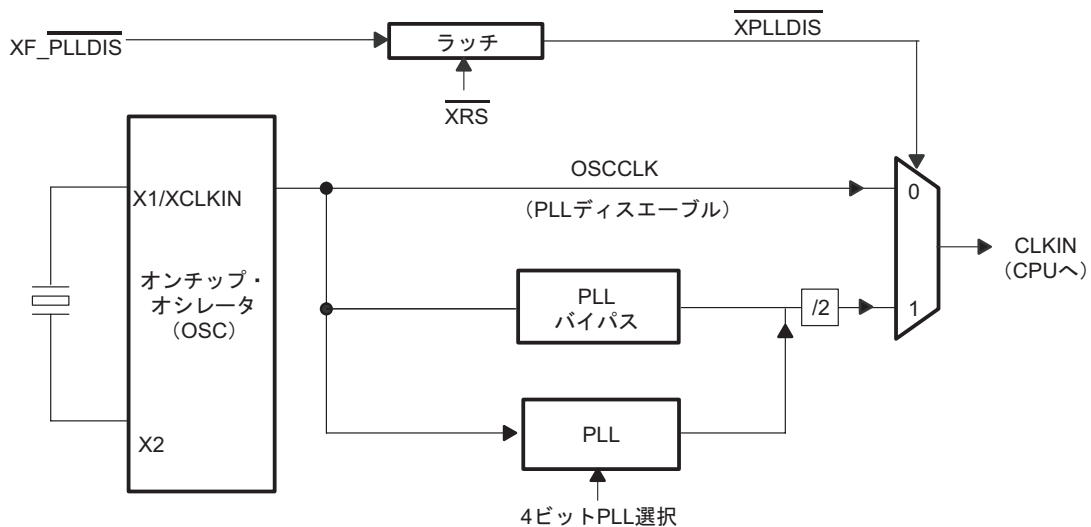 XF_PLLDIS
ラッチ
XPLLDIS
XRS
X1/XCLKIN
オンチップ・
オシレータ
（OSC）
X2
OSCCLK
（PLLディスエーブル）
PLL
バイパス
/2
PLL
4ビットPLL選択
0
1
CLKIN
（CPUへ）